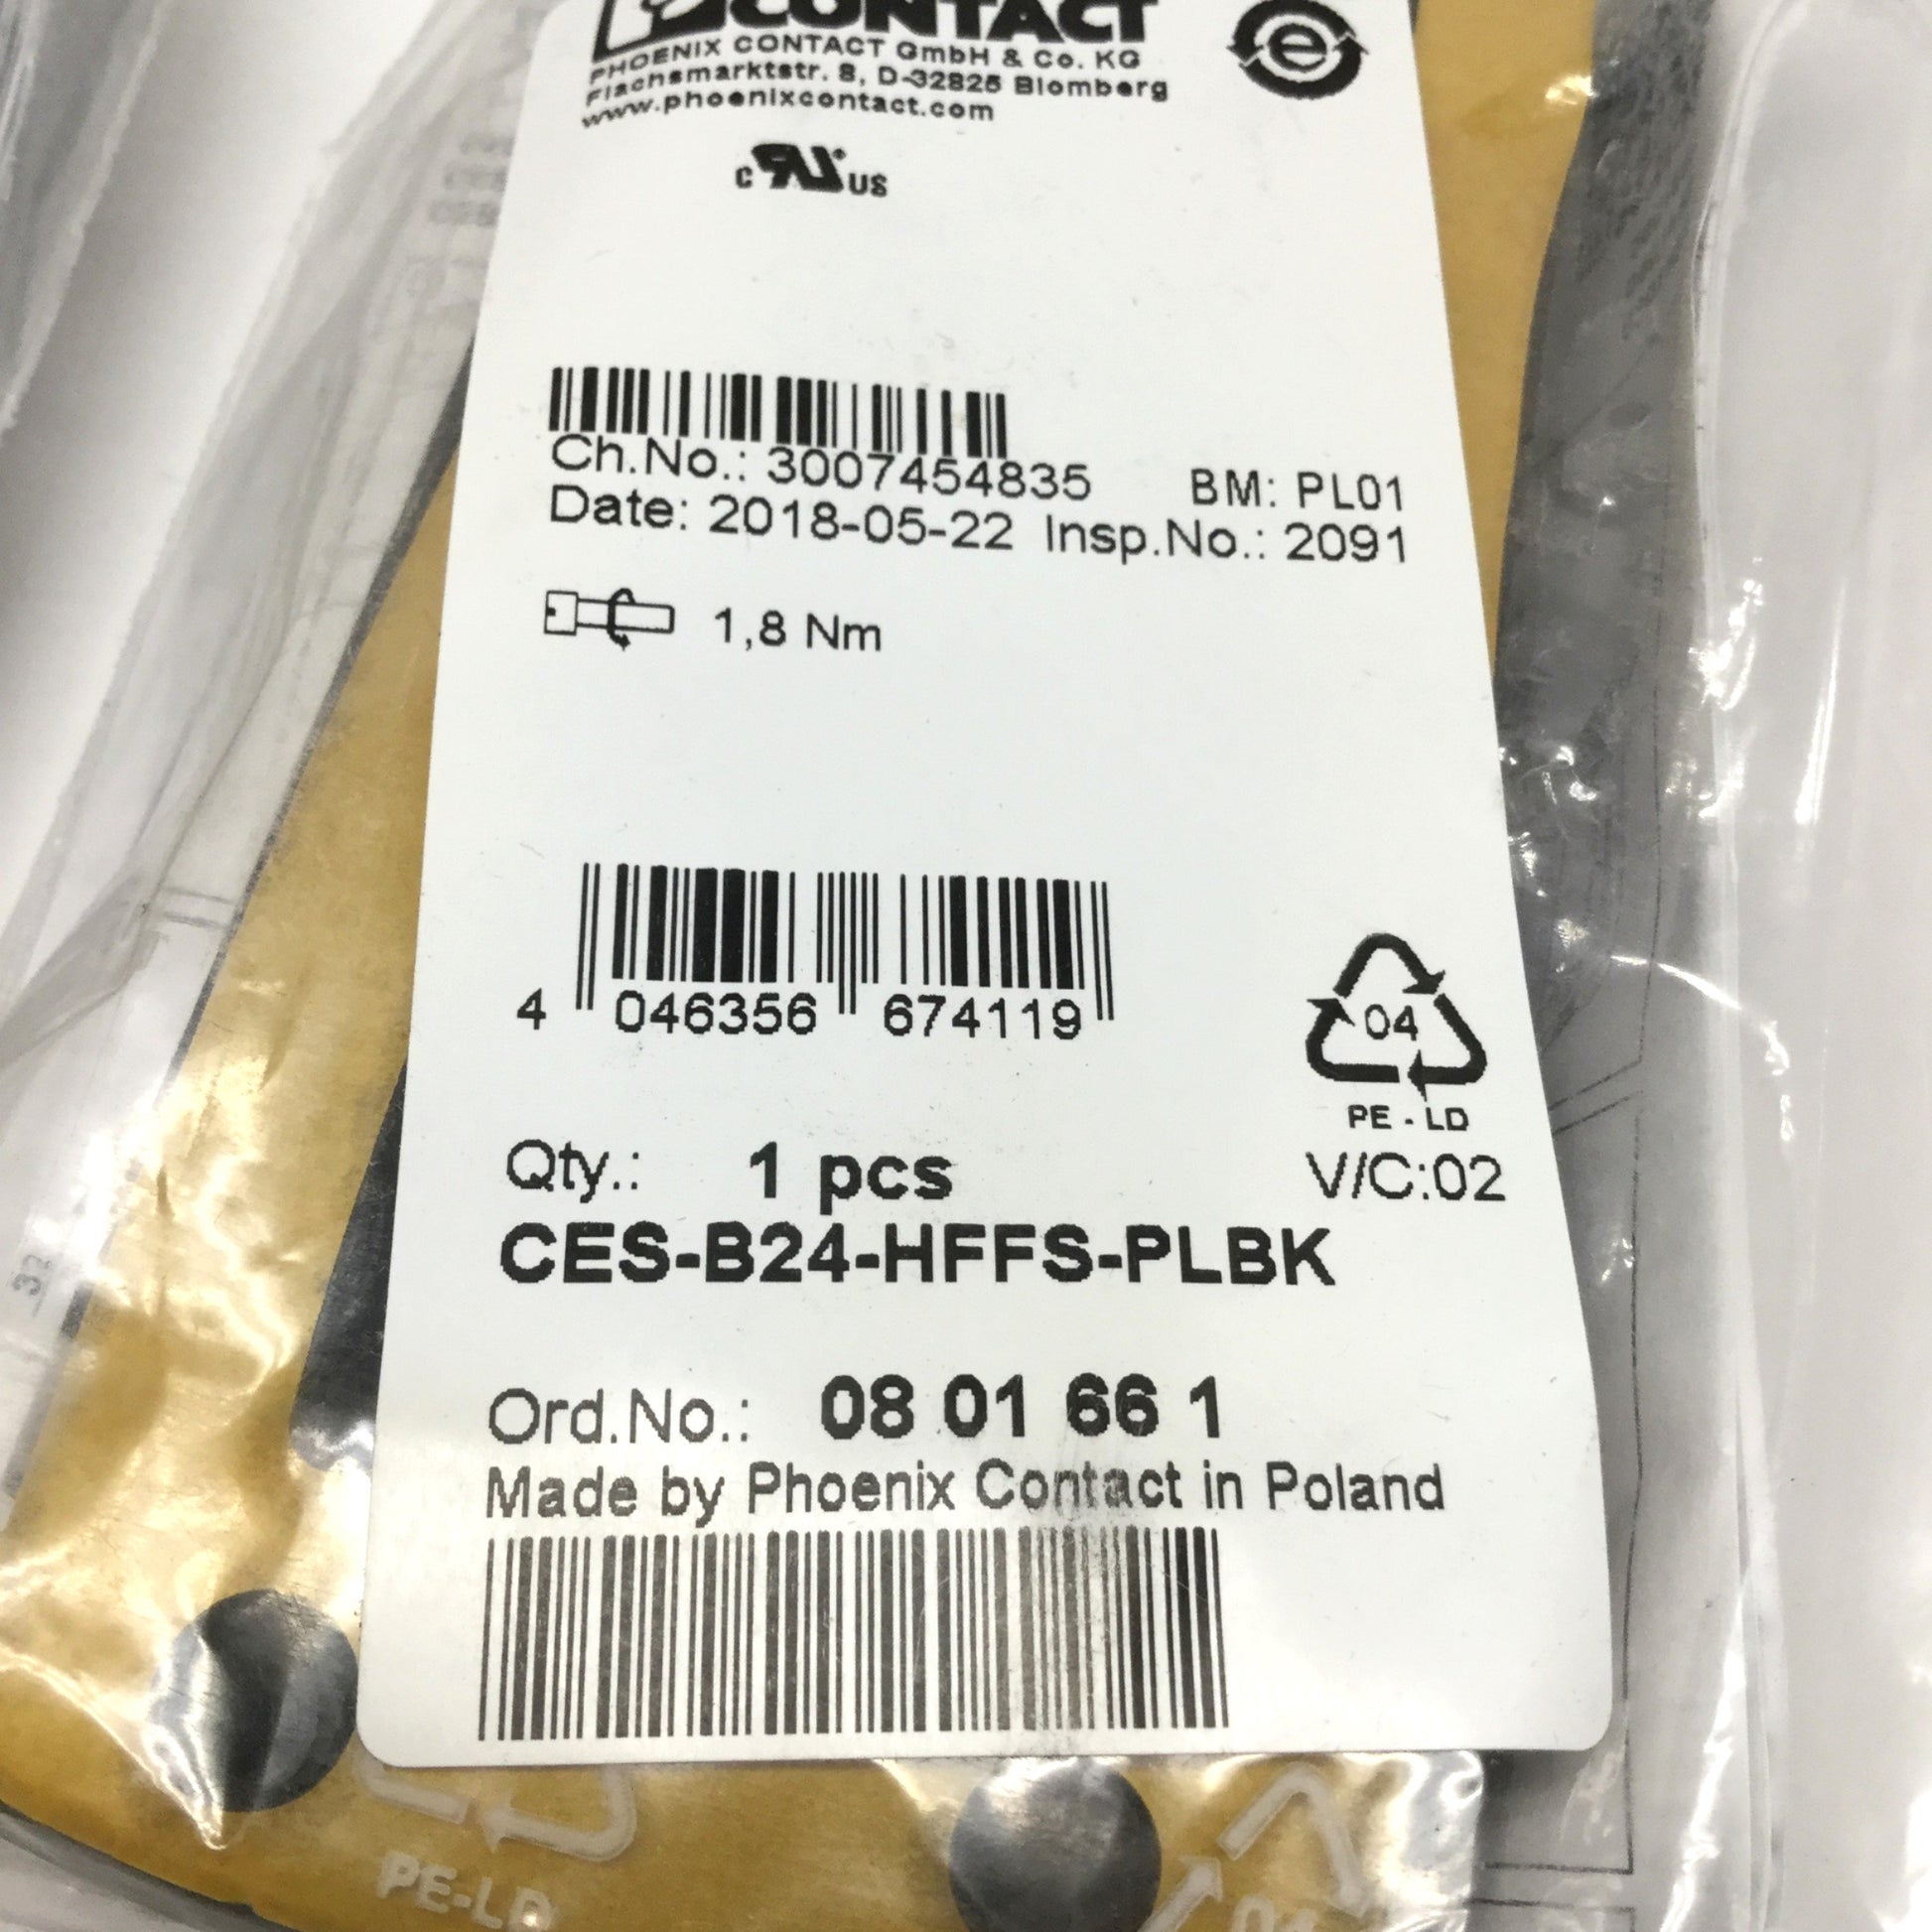 CONTACT
PHOENIX CONTACT GmbH & Co. KG
Flachsmarktstr. 8, D-32825 Blomberg
www.phoenixcontact.com
e
c RU US
Ch.No.: 3007454835 BM: PL01
Date: 2018-05-22 Insp.No.: 2091
1,8 Nm
4 046356 674119
04
PE - LD
Qty.: 1 pcs V/C:02
CES-B24-HFFS-PLBK
Ord.No.: 08 01 66 1
Made by Phoenix Contact in Poland
PE-LD
04